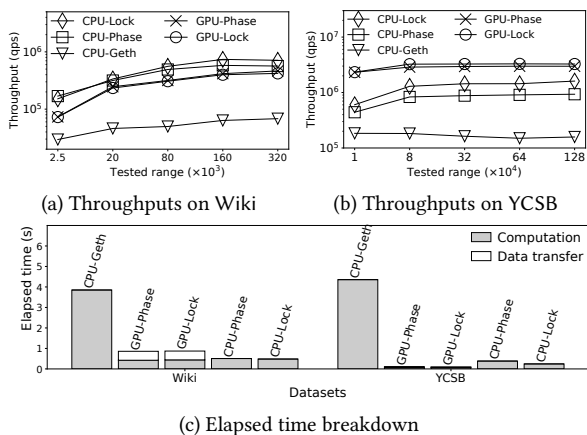 CPU-Lock
CPU-Phase
CPU-Geth
GPU-Phase
GPU-Lock
Throughput (qps)
10^6
10^5
2.5 20 80 160 320
Tested range (×10^3)
(a) Throughputs on Wiki
CPU-Lock
CPU-Phase
CPU-Geth
GPU-Phase
GPU-Lock
Throughput (qps)
10^7
10^6
10^5
1 8 32 64 128
Tested range (×10^4)
(b) Throughputs on YCSB
Elapsed time (s)
6
5
4
3
2
1
0
CPU-Geth
GPU-Phase
GPU-Lock
CPU-Phase
CPU-Lock
CPU-Geth
GPU-Phase
GPU-Lock
CPU-Phase
CPU-Lock
Computation
Data transfer
Wiki YCSB
Datasets
(c) Elapsed time breakdown